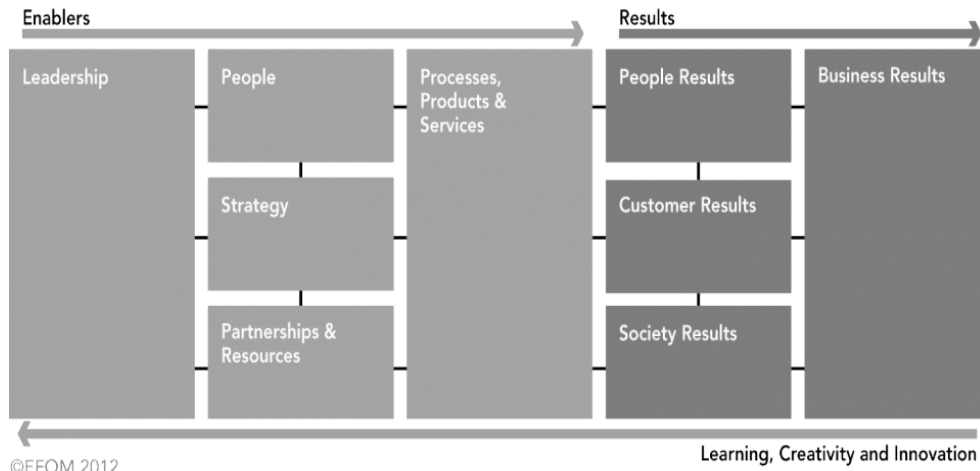 Enablers
Results
Leadership
People
Processes,
Products &
Services
People Results
Business Results
Strategy
Customer Results
Partnerships &
Resources
Society Results
Learning, Creativity and Innovation
©EFQM 2012